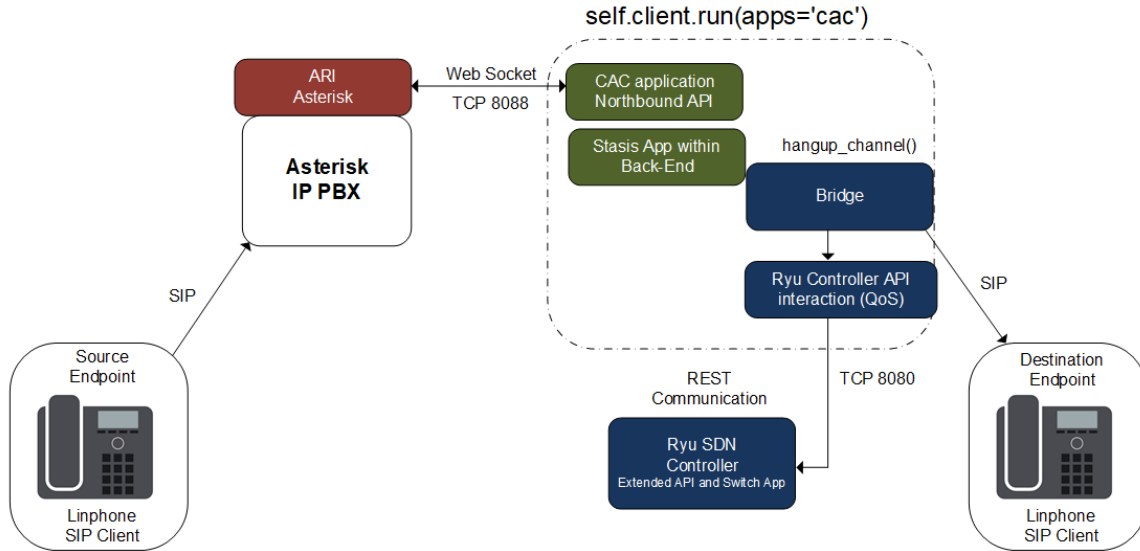 self.client.run(apps='cac')
ARI
Asterisk
Web Socket
TCP 8088
CAC application
Northbound API
Stasis App within
Back-End
hangup_channel()
Asterisk
IP PBX
Bridge
Ryu Controller API
interaction (QoS)
SIP
SIP
Source
Endpoint
Linphone
SIP Client
REST
Communication
TCP 8080
Ryu SDN
Controller
Extended API and Switch App
Destination
Endpoint
Linphone
SIP Client